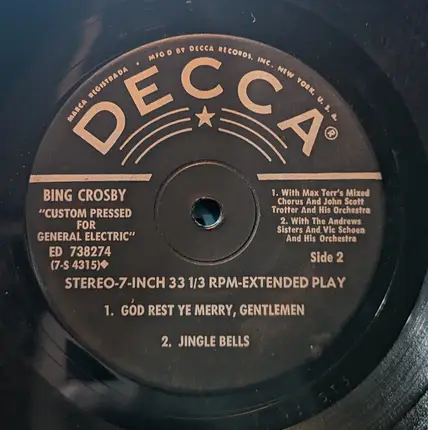 MARCA REGISTRADA • MFG'D BY DECCA RECORDS, INC., NEW YORK, U.S.A.
DECCA®
BING CROSBY
"CUSTOM PRESSED
FOR
GENERAL ELECTRIC"
ED 738274
(7-S 4315)◆
1. With Max Terr's Mixed
Chorus And John Scott
Trotter And His Orchestra
2. With The Andrews
Sisters And Vic Schoen
And His Orchestra
Side 2
STEREO-7-INCH 33 1/3 RPM-EXTENDED PLAY
1. GOD REST YE MERRY, GENTLEMEN
2. JINGLE BELLS